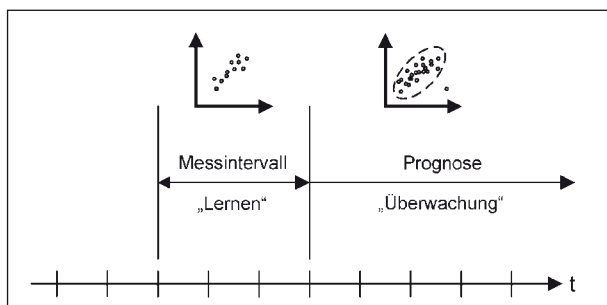 Messintervall
„Lernen“
Prognose
„Überwachung“
t